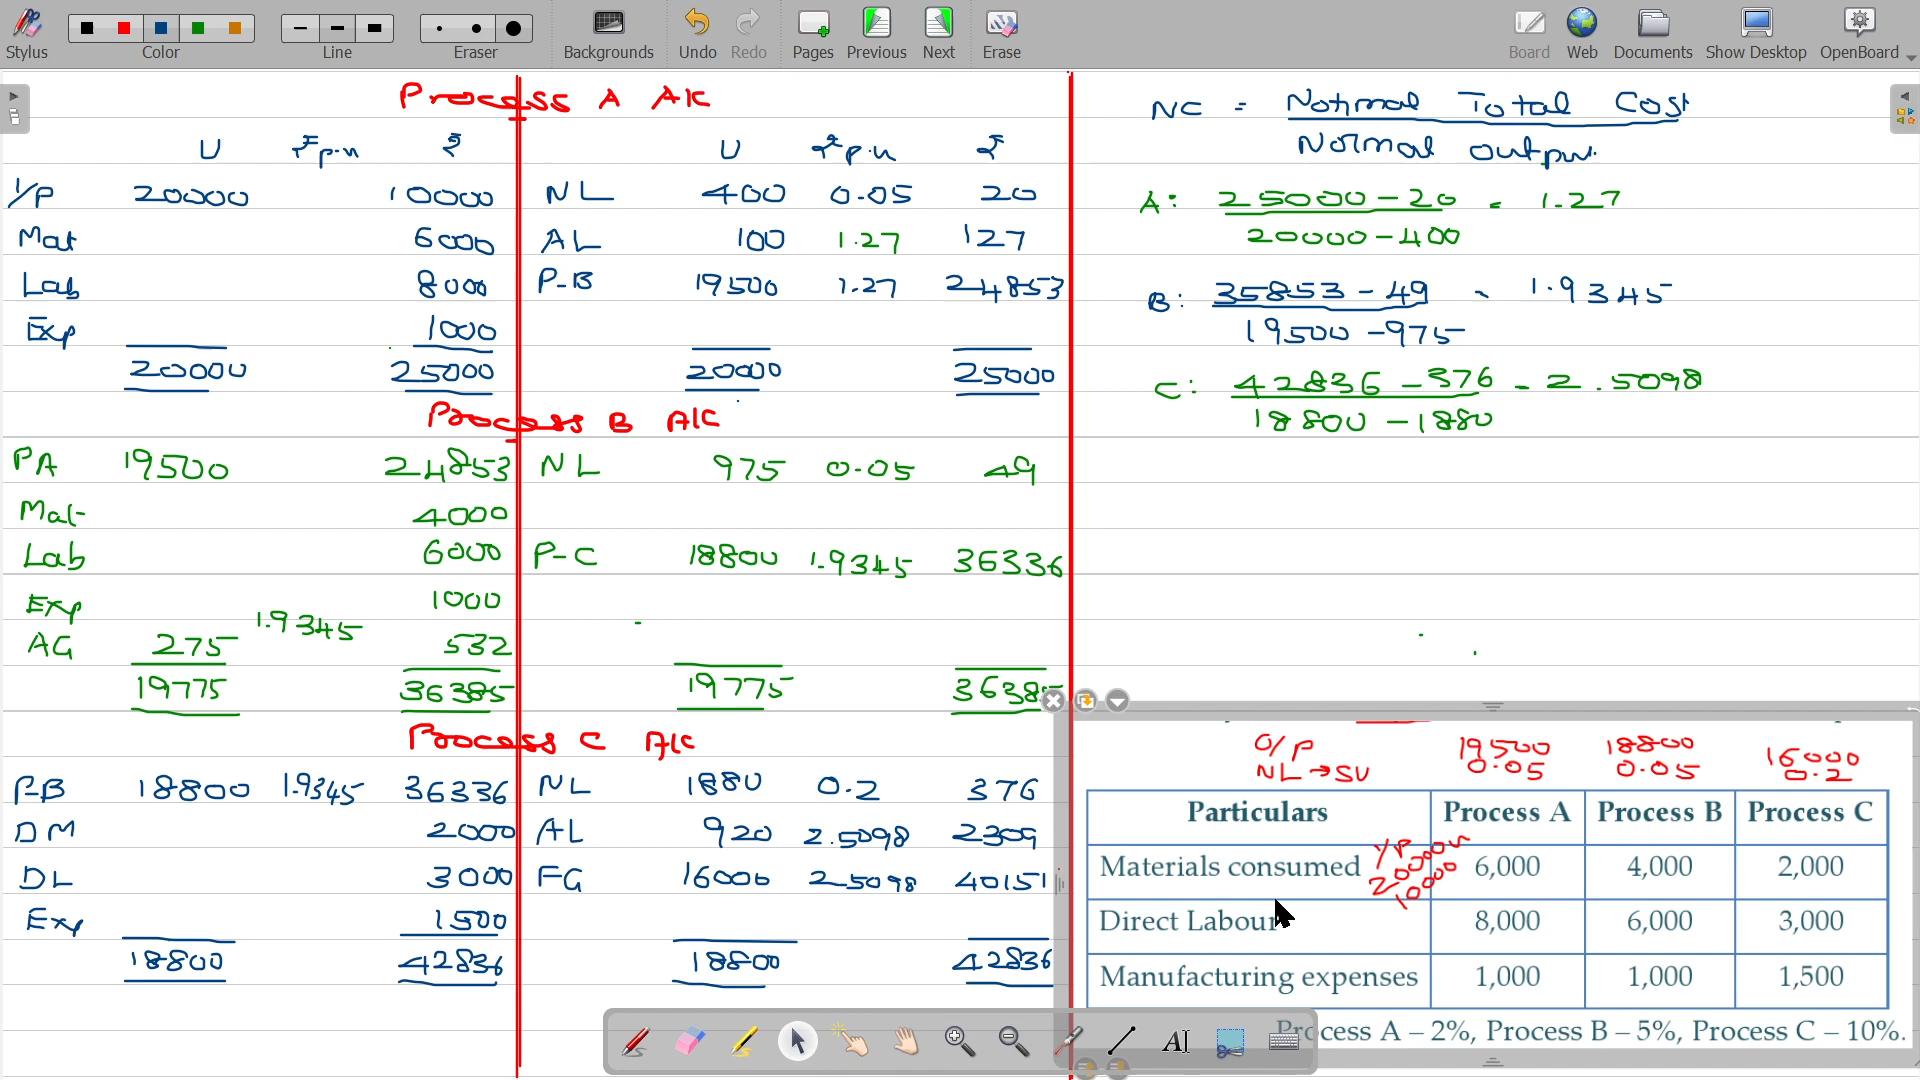 Stylus Color Line Eraser Backgrounds Undo Redo Pages Previous Next Erase Board Web Documents Show Desktop OpenBoard
Process A A/c
U ₹p.u ₹ U ₹p.u ₹
I/P 20000 10000 NL 400 0.05 20
Mat 6000 AL 100 1.27 127
Lab 8000 P-B 19500 1.27 24853
Exp 1000
20000 25000 20000 25000
Process B A/c
PA 19500 24853 NL 975 0.05 49
Mat 4000
Lab 6000 P-C 18800 1.9345 36336
Exp 1000
AG 275 1.9345 532
19775 36385 19775 36385
Process C A/c
P-B 18800 1.9345 36336 NL 1880 0.2 376
DM 2000 AL 920 2.5098 2309
DL 3000 FG 16000 2.5098 40151
Exp 1500
18800 42836 18800 42836
NC = Normal Total Cost
Normal output
A: 25000 - 20 = 1.27
20000 - 400
B: 35853 - 49 = 1.9345
19500 - 975
C: 42836 - 376 = 2.5098
18800 - 1880
O/P 19500 18800 16000
NL → SV 0.05 0.05 0.2
Particulars Process A Process B Process C
I/P 20000u 10000
Materials consumed 6,000 4,000 2,000
Direct Labour 8,000 6,000 3,000
Manufacturing expenses 1,000 1,000 1,500
Process A – 2%, Process B – 5%, Process C – 10%.